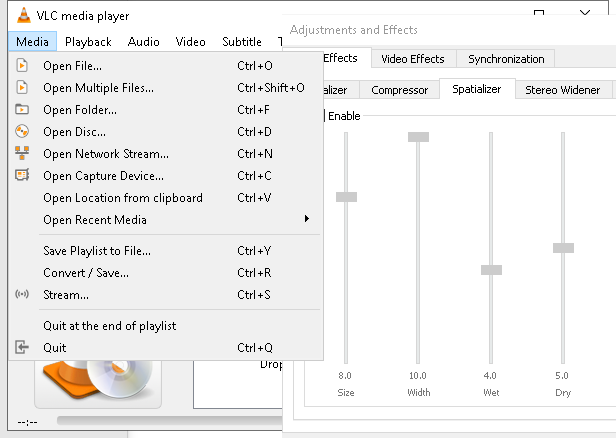 VLC media player
Media Playback Audio Video Subtitle T
Open File... Ctrl+O
Open Multiple Files... Ctrl+Shift+O
Open Folder... Ctrl+F
Open Disc... Ctrl+D
Open Network Stream... Ctrl+N
Open Capture Device... Ctrl+C
Open Location from clipboard Ctrl+V
Open Recent Media
Save Playlist to File... Ctrl+Y
Convert / Save... Ctrl+R
Stream... Ctrl+S
Quit at the end of playlist
Quit Ctrl+Q
Drop
--:--
Adjustments and Effects
Effects Video Effects Synchronization
alizer Compressor Spatializer Stereo Widener
Enable
8.0 10.0 4.0 5.0
Size Width Wet Dry